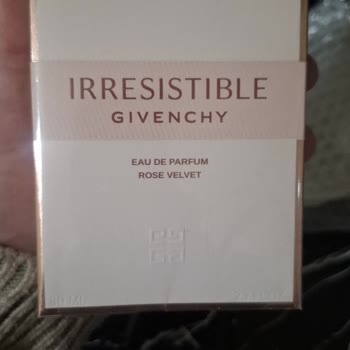 IRRESISTIBLE
GIVENCHY
EAU DE PARFUM
ROSE VELVET